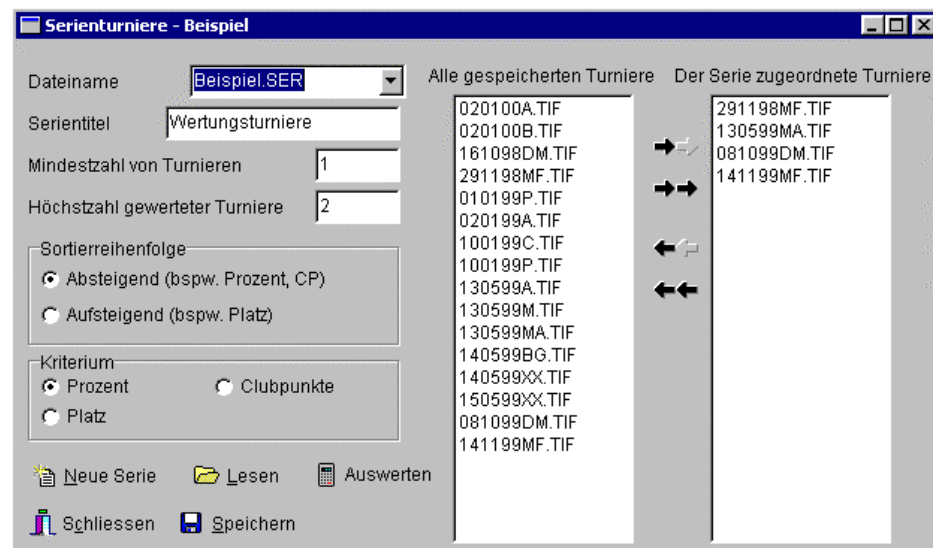 Serienturniere - Beispiel
Dateiname
Beispiel.SER
Serientitel
Wertungsturniere
Mindestzahl von Turnieren
1
Höchstzahl gewerteter Turniere
2
Sortierreihenfolge
Absteigend (bspw. Prozent, CP)
Aufsteigend (bspw. Platz)
Kriterium
Prozent
Clubpunkte
Platz
Neue Serie
Lesen
Auswerten
Schliessen
Speichern
Alle gespeicherten Turniere
020100A.TIF
020100B.TIF
161098DM.TIF
291198MF.TIF
010199P.TIF
020199A.TIF
100199C.TIF
100199P.TIF
130599A.TIF
130599M.TIF
130599MA.TIF
140599BG.TIF
140599XX.TIF
150599XX.TIF
081099DM.TIF
141199MF.TIF
Der Serie zugeordnete Turniere
291198MF.TIF
130599MA.TIF
081099DM.TIF
141199MF.TIF